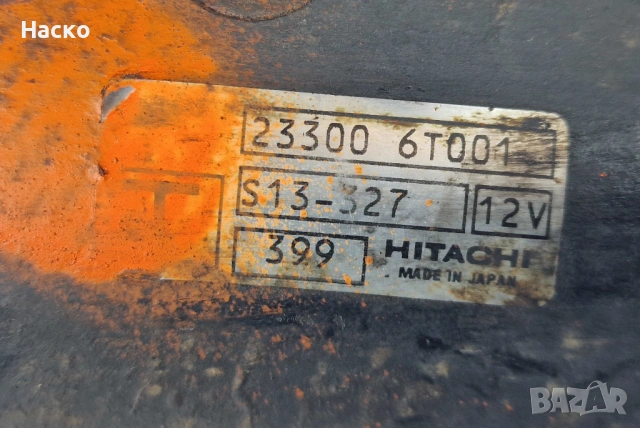 Наско
23300 6T001
T
S13-327
12V
399
HITACHI
MADE IN JAPAN
BAZAR